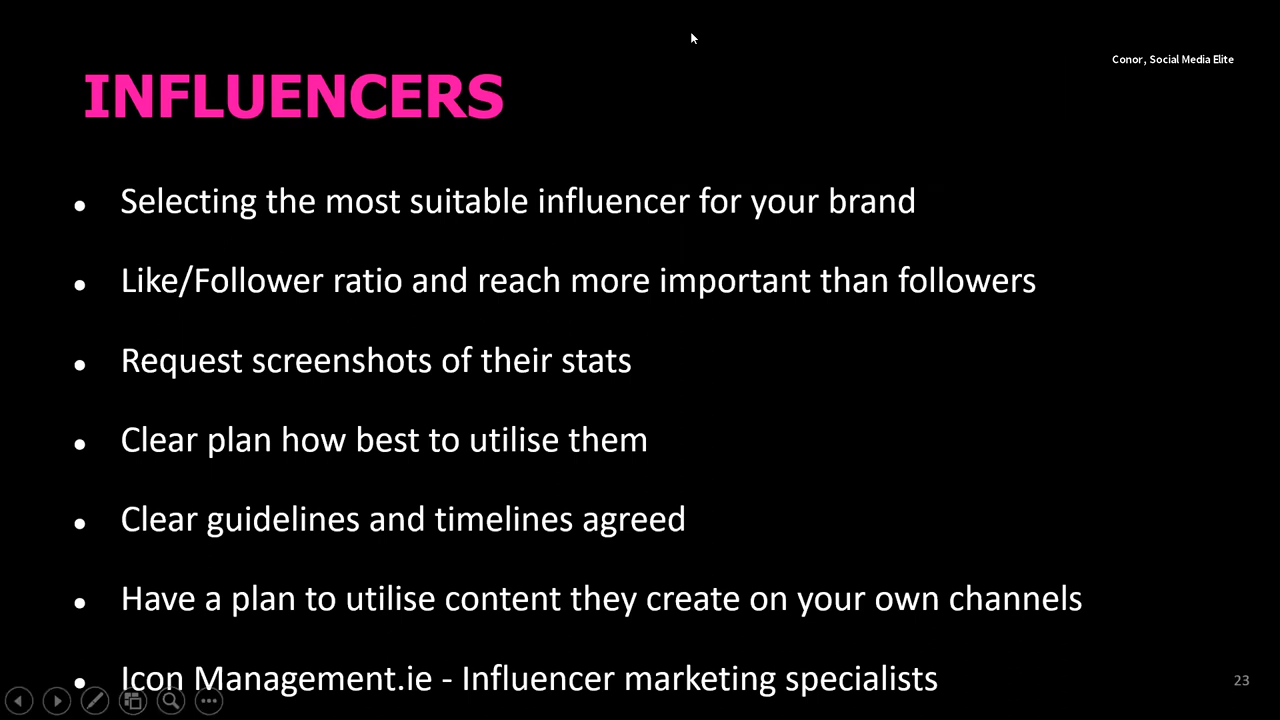 Conor, Social Media Elite
INFLUENCERS
• Selecting the most suitable influencer for your brand
• Like/Follower ratio and reach more important than followers
• Request screenshots of their stats
• Clear plan how best to utilise them
• Clear guidelines and timelines agreed
• Have a plan to utilise content they create on your own channels
• Icon Management.ie - Influencer marketing specialists
23